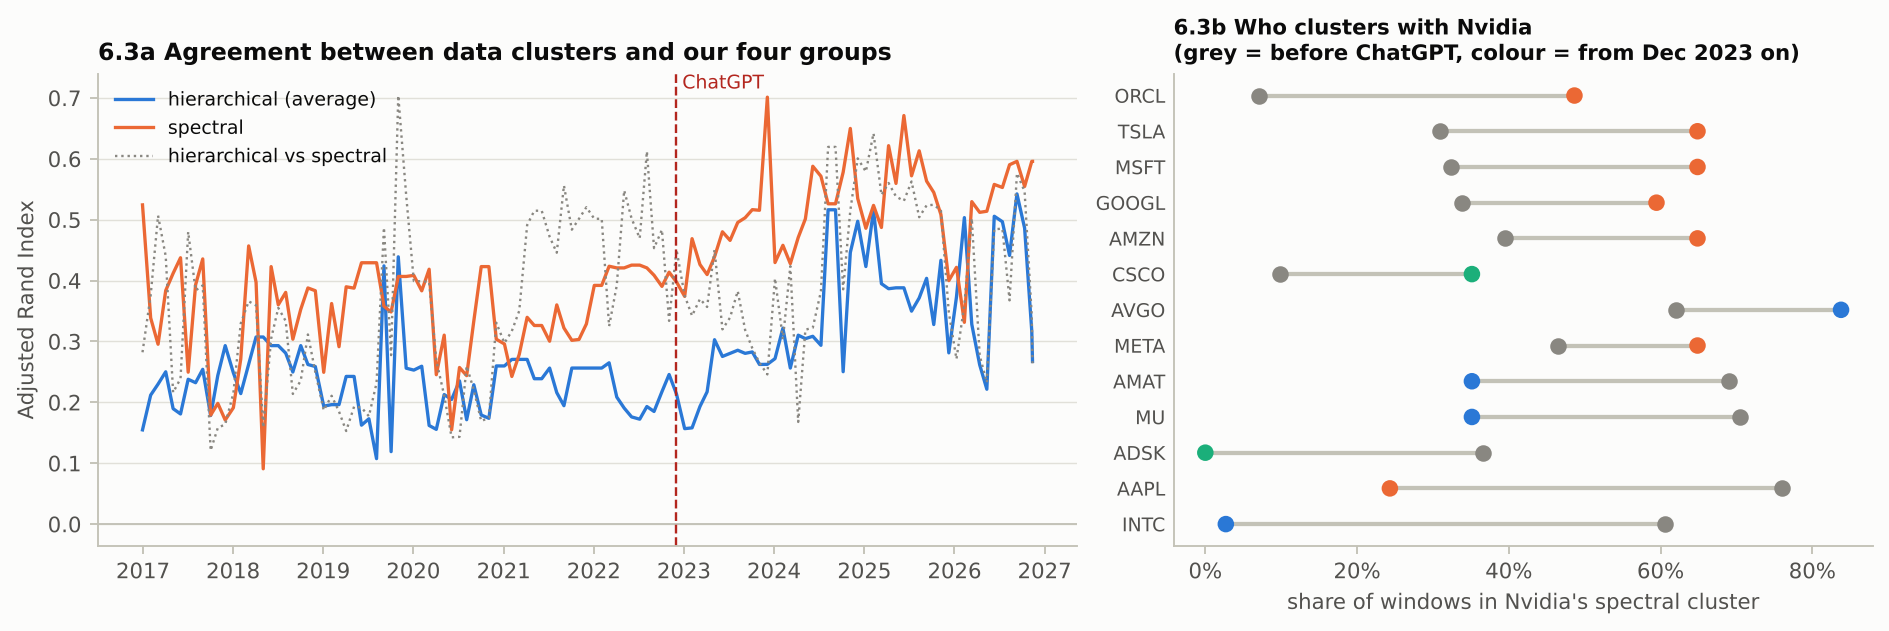 6.3a Agreement between data clusters and our four groups
ChatGPT
hierarchical (average)
spectral
hierarchical vs spectral
Adjusted Rand Index
0.7
0.6
0.5
0.4
0.3
0.2
0.1
0.0
2017 2018 2019 2020 2021 2022 2023 2024 2025 2026 2027
6.3b Who clusters with Nvidia
(grey = before ChatGPT, colour = from Dec 2023 on)
ORCL
TSLA
MSFT
GOOGL
AMZN
CSCO
AVGO
META
AMAT
MU
ADSK
AAPL
INTC
0% 20% 40% 60% 80%
share of windows in Nvidia's spectral cluster